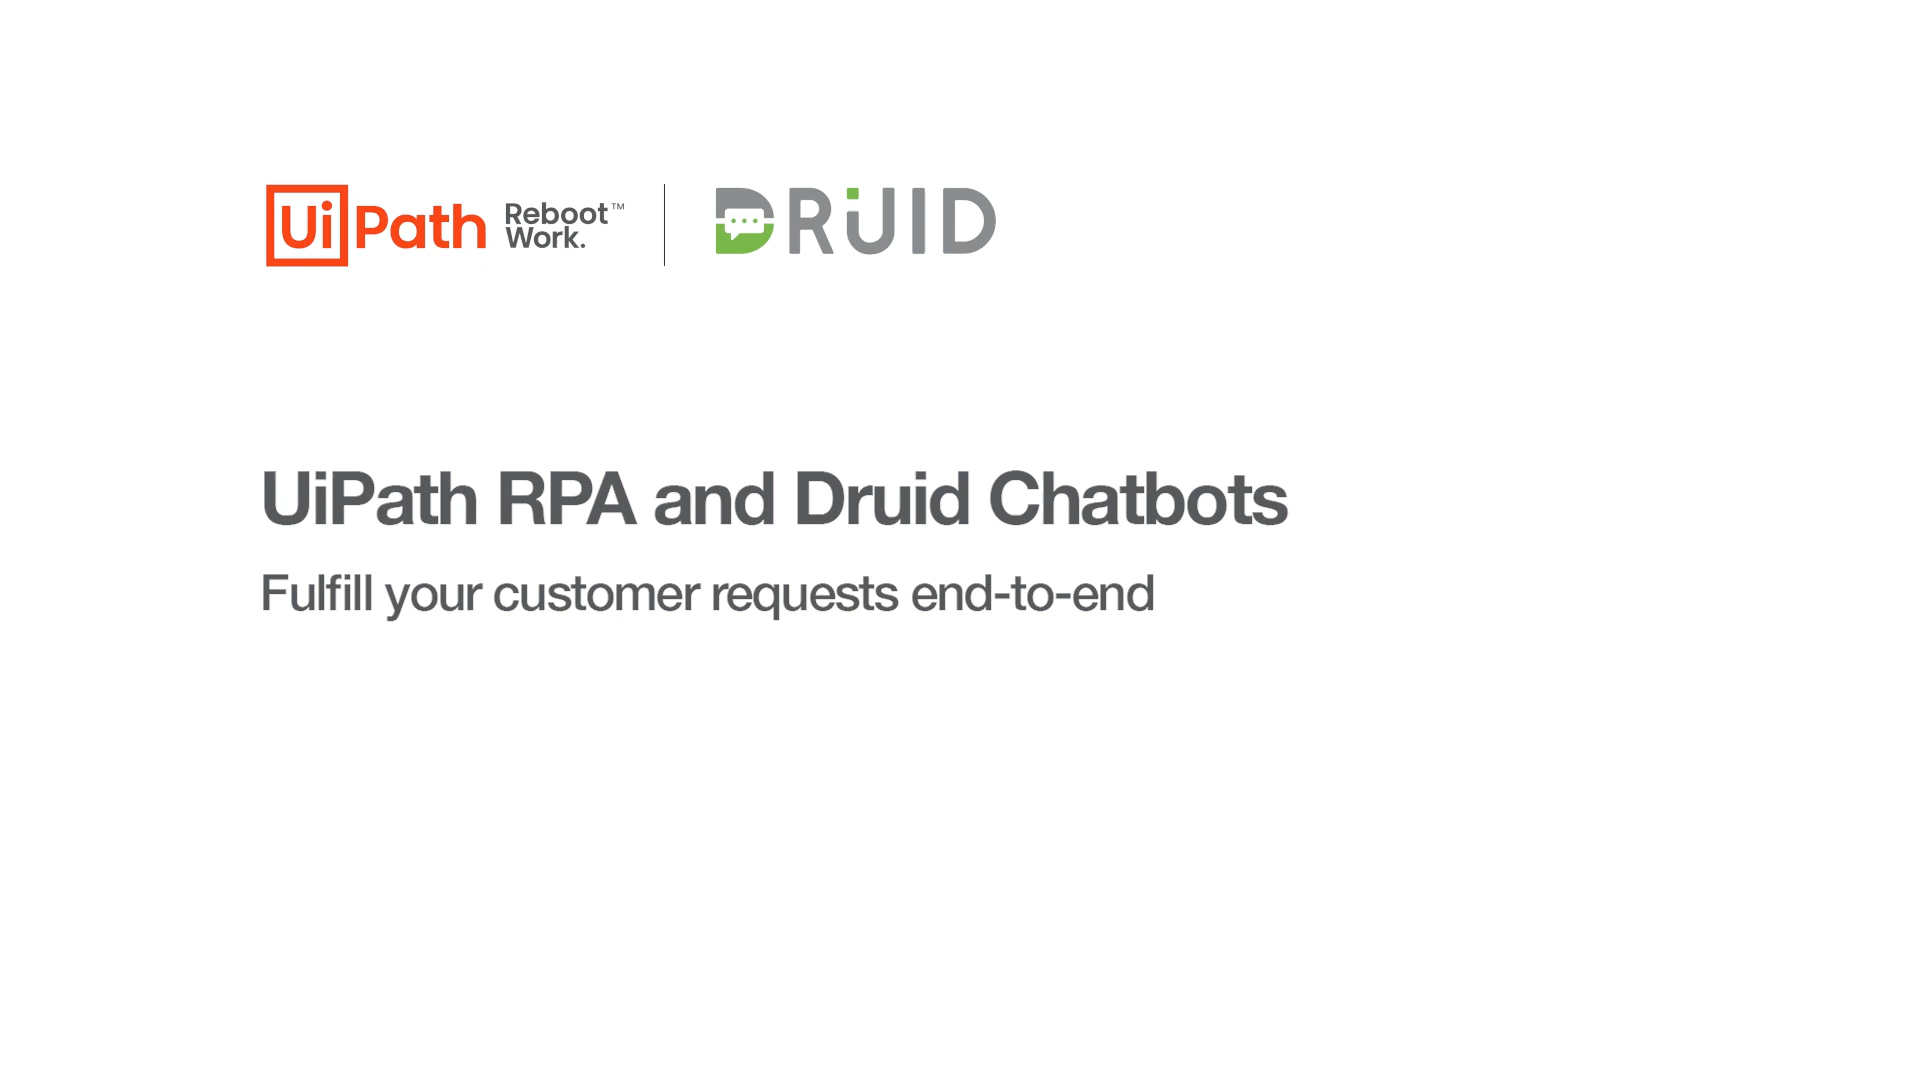 UiPath Reboot™
Work.
DRUID
UiPath RPA and Druid Chatbots
Fulfill your customer requests end-to-end